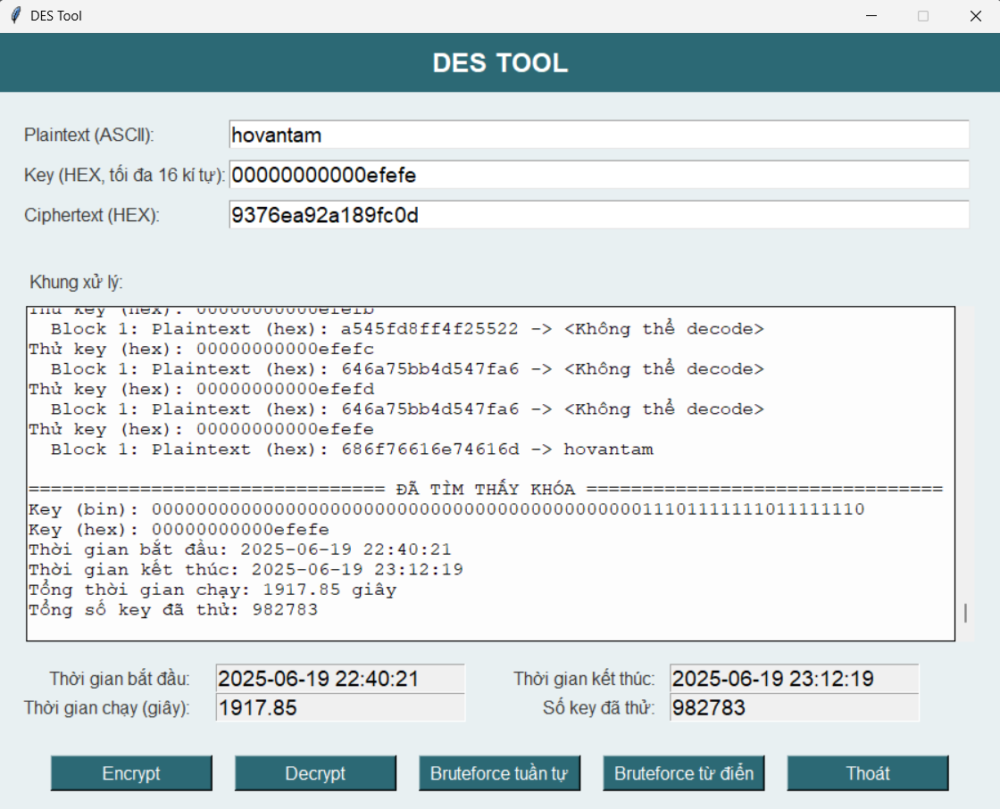 DES Tool
DES TOOL
Plaintext (ASCII): hovantam
Key (HEX, tối đa 16 kí tự): 00000000000efefe
Ciphertext (HEX): 9376ea92a189fc0d
Khung xử lý:
Thử key (hex): 00000000000efefb
Block 1: Plaintext (hex): a545fd8ff4f25522 -> <Không thể decode>
Thử key (hex): 00000000000efefc
Block 1: Plaintext (hex): 646a75bb4d547fa6 -> <Không thể decode>
Thử key (hex): 00000000000efefd
Block 1: Plaintext (hex): 646a75bb4d547fa6 -> <Không thể decode>
Thử key (hex): 00000000000efefe
Block 1: Plaintext (hex): 686f76616e74616d -> hovantam
================================ ĐÃ TÌM THẤY KHÓA ================================
Key (bin): 0000000000000000000000000000000000000000000011101111111011111110
Key (hex): 00000000000efefe
Thời gian bắt đầu: 2025-06-19 22:40:21
Thời gian kết thúc: 2025-06-19 23:12:19
Tổng thời gian chạy: 1917.85 giây
Tổng số key đã thử: 982783
Thời gian bắt đầu: 2025-06-19 22:40:21 Thời gian kết thúc: 2025-06-19 23:12:19
Thời gian chạy (giây): 1917.85 Số key đã thử: 982783
Encrypt Decrypt Bruteforce tuần tự Bruteforce từ điển Thoát